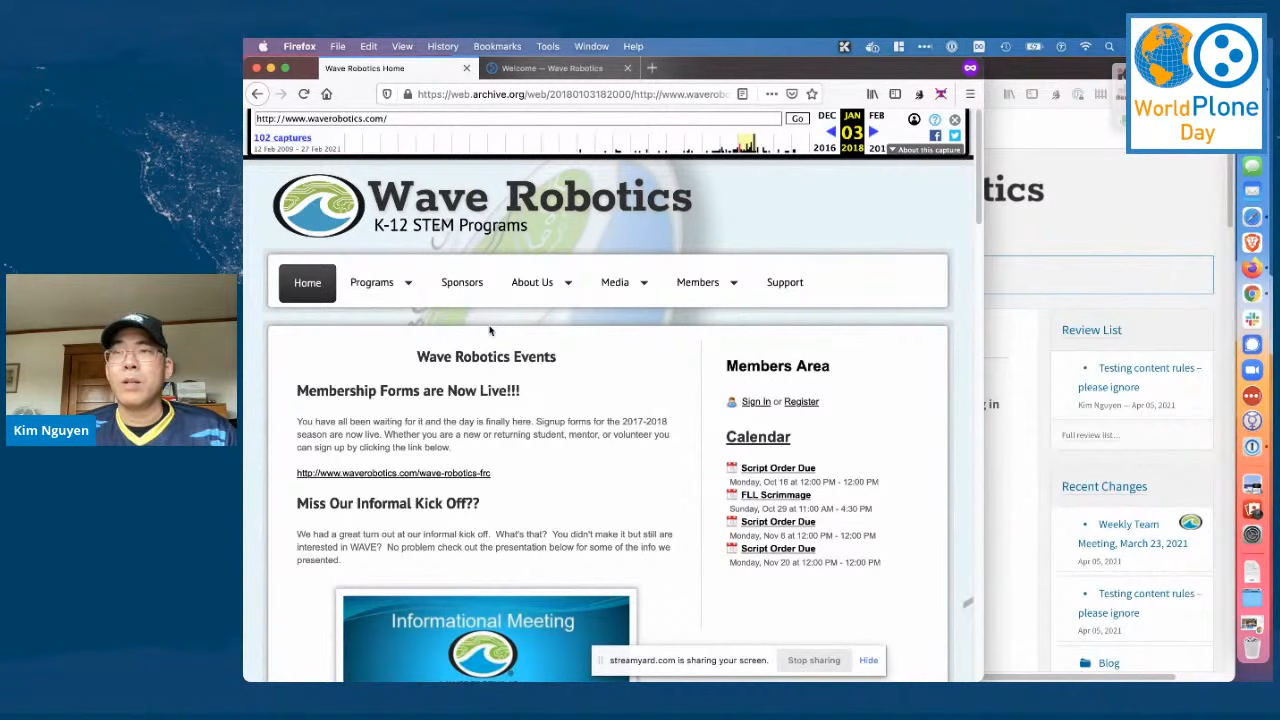 Firefox File Edit View History Bookmarks Tools Window Help
Wave Robotics Home
Welcome — Wave Robotics
https://web.archive.org/web/20180103182000/http://www.waverobo
http://www.waverobotics.com/
Go
DEC JAN FEB
102 captures
03
12 Feb 2009 - 27 Feb 2021
2016 2018 201
About this capture
World Plone
Day
Wave Robotics
K-12 STEM Programs
tics
Home Programs Sponsors About Us Media Members Support
Wave Robotics Events
Membership Forms are Now Live!!!
You have all been waiting for it and the day is finally here. Signup forms for the 2017-2018
season are now live. Whether you are a new or returning student, mentor, or volunteer you
can sign up by clicking the link below.
http://www.waverobotics.com/wave-robotics-frc
Miss Our Informal Kick Off??
We had a great turn out at our informal kick off. What's that? You didn't make it but still are
interested in WAVE? No problem check out the presentation below for some of the info we
presented.
Informational Meeting
Members Area
Sign In or Register
Calendar
Script Order Due
Monday, Oct 16 at 12:00 PM - 12:00 PM
FLL Scrimmage
Sunday, Oct 29 at 11:00 AM - 4:30 PM
Script Order Due
Monday, Nov 6 at 12:00 PM - 12:00 PM
Script Order Due
Monday, Nov 20 at 12:00 PM - 12:00 PM
ng in
Review List
Testing content rules –
please ignore
Kim Nguyen — Apr 05, 2021
Full review list…
Recent Changes
Weekly Team
Meeting, March 23, 2021
Apr 05, 2021
Testing content rules –
please ignore
Apr 05, 2021
Blog
streamyard.com is sharing your screen. Stop sharing Hide
Kim Nguyen